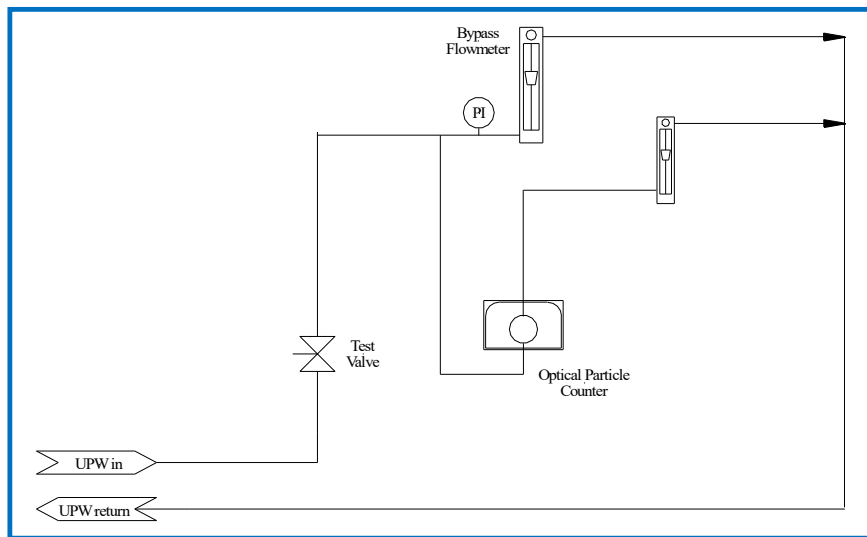 Bypass
Flowmeter
PI
Test
Valve
Optical Particle
Counter
UPW in
UPW return